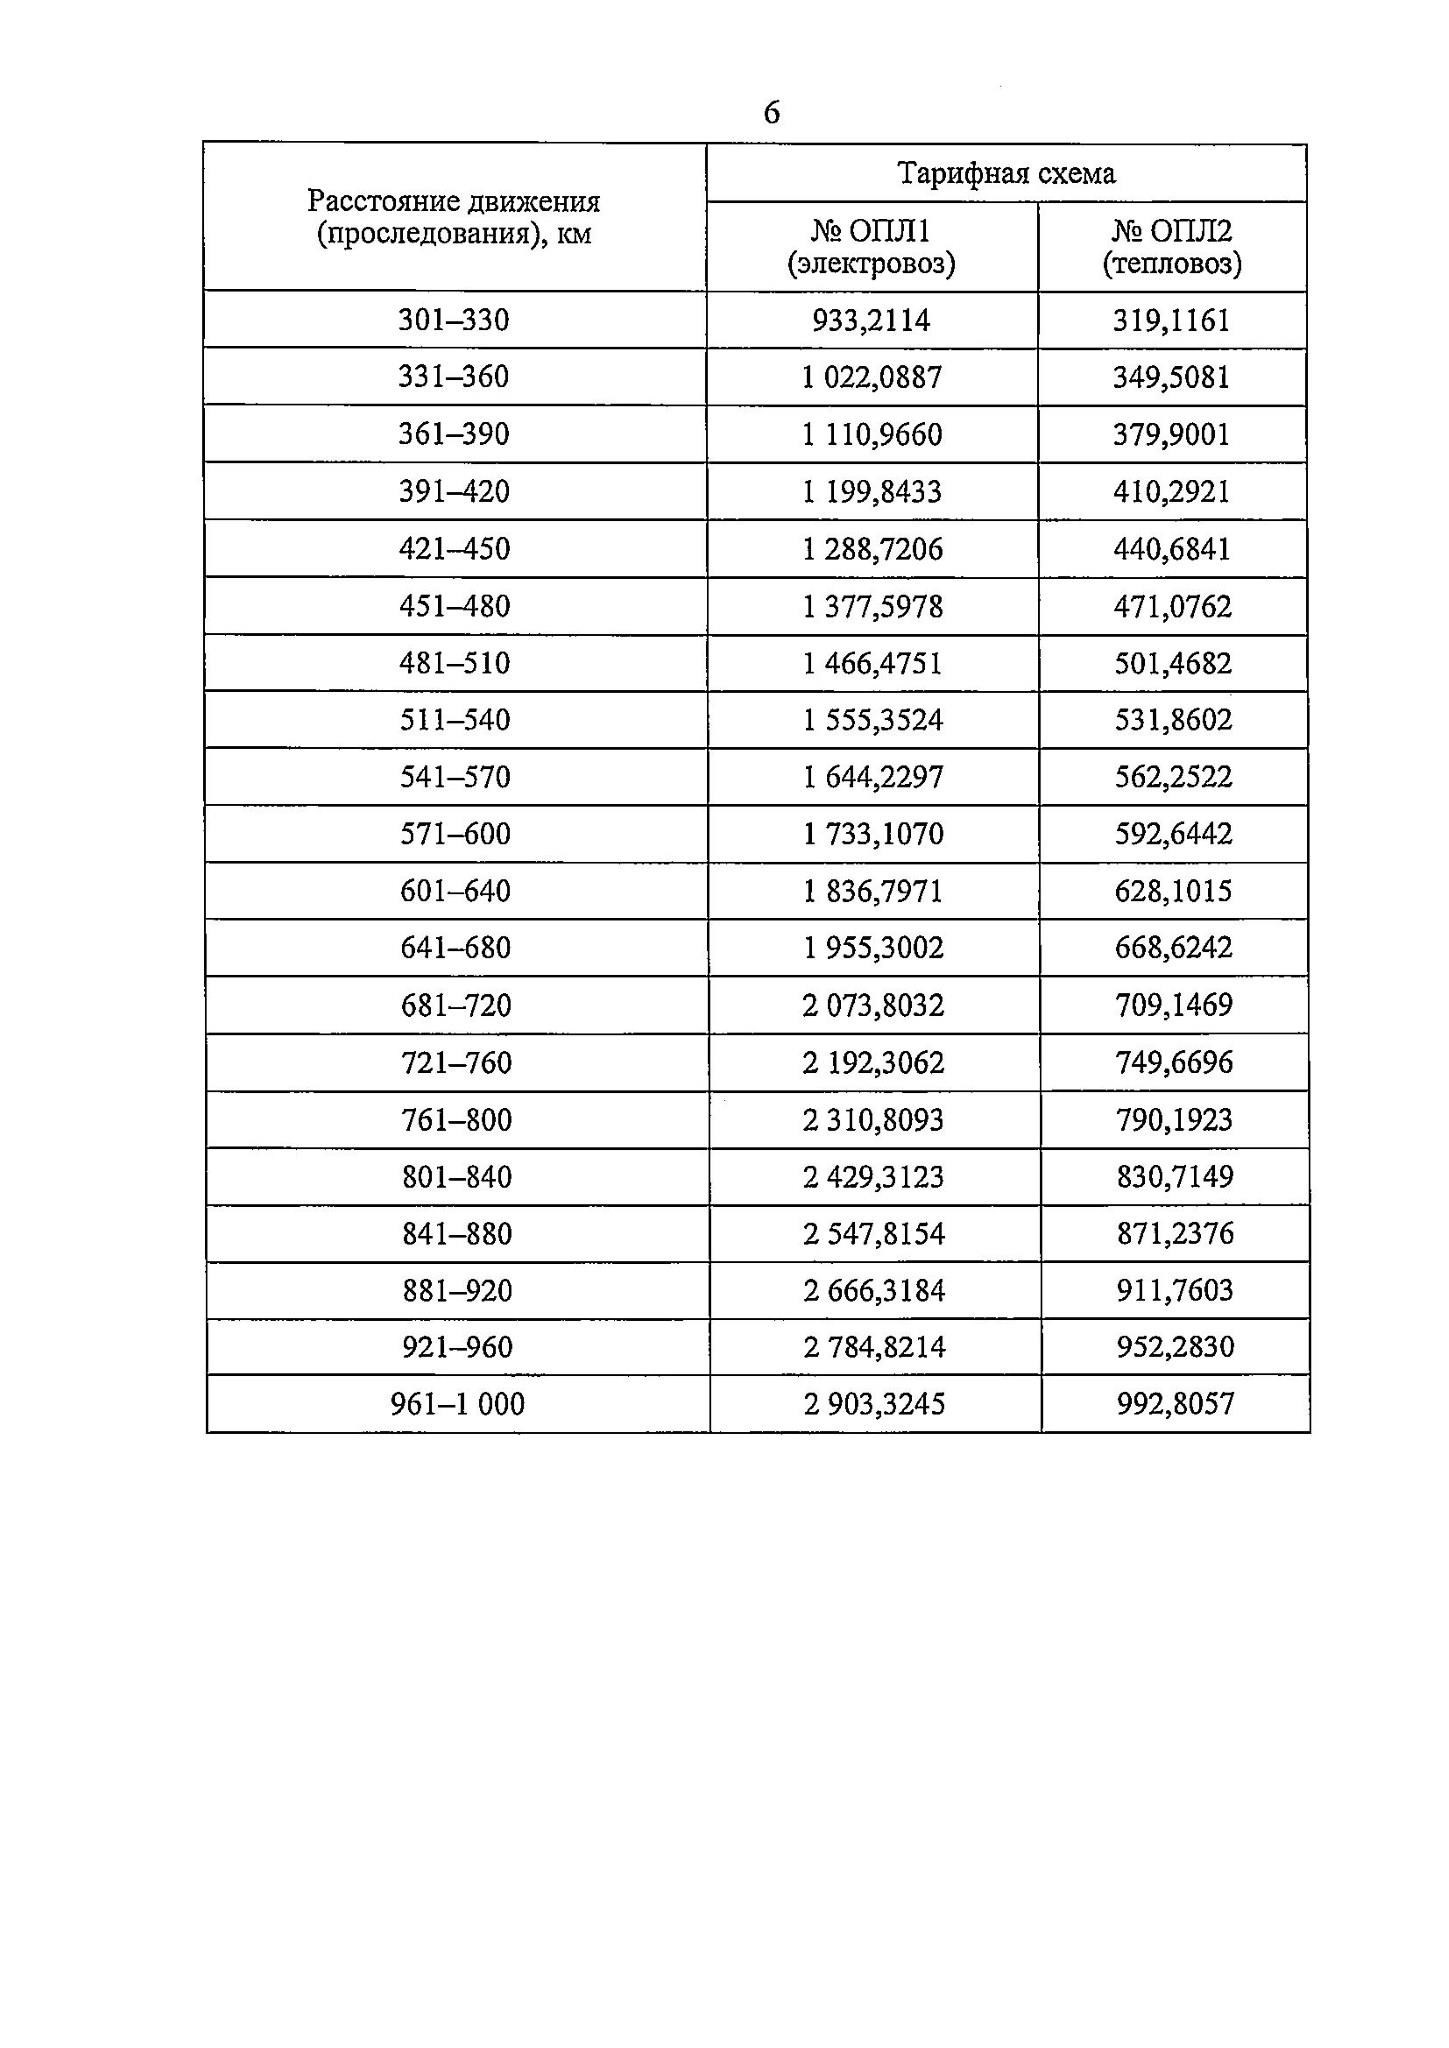 6
Расстояние движения
(проследования), км
Тарифная схема
№ ОПЛ1
(электровоз)
№ ОПЛ2
(тепловоз)
301–330 933,2114 319,1161
331–360 1 022,0887 349,5081
361–390 1 110,9660 379,9001
391–420 1 199,8433 410,2921
421–450 1 288,7206 440,6841
451–480 1 377,5978 471,0762
481–510 1 466,4751 501,4682
511–540 1 555,3524 531,8602
541–570 1 644,2297 562,2522
571–600 1 733,1070 592,6442
601–640 1 836,7971 628,1015
641–680 1 955,3002 668,6242
681–720 2 073,8032 709,1469
721–760 2 192,3062 749,6696
761–800 2 310,8093 790,1923
801–840 2 429,3123 830,7149
841–880 2 547,8154 871,2376
881–920 2 666,3184 911,7603
921–960 2 784,8214 952,2830
961–1 000 2 903,3245 992,8057